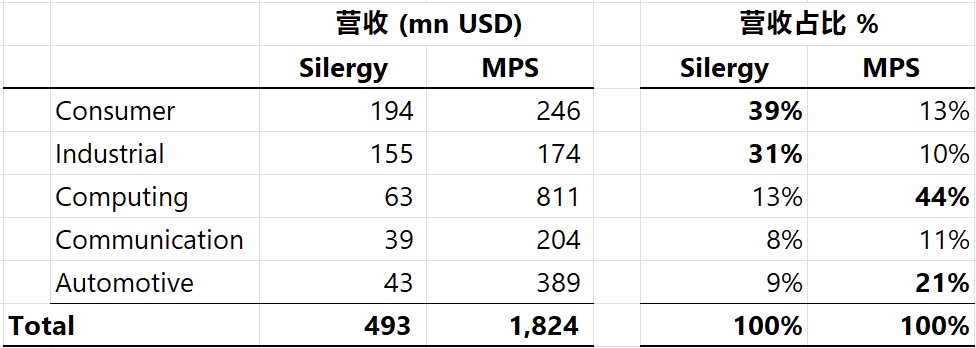 营收 (mn USD) 营收占比 %
Silergy MPS Silergy MPS
Consumer 194 246 39% 13%
Industrial 155 174 31% 10%
Computing 63 811 13% 44%
Communication 39 204 8% 11%
Automotive 43 389 9% 21%
Total 493 1,824 100% 100%